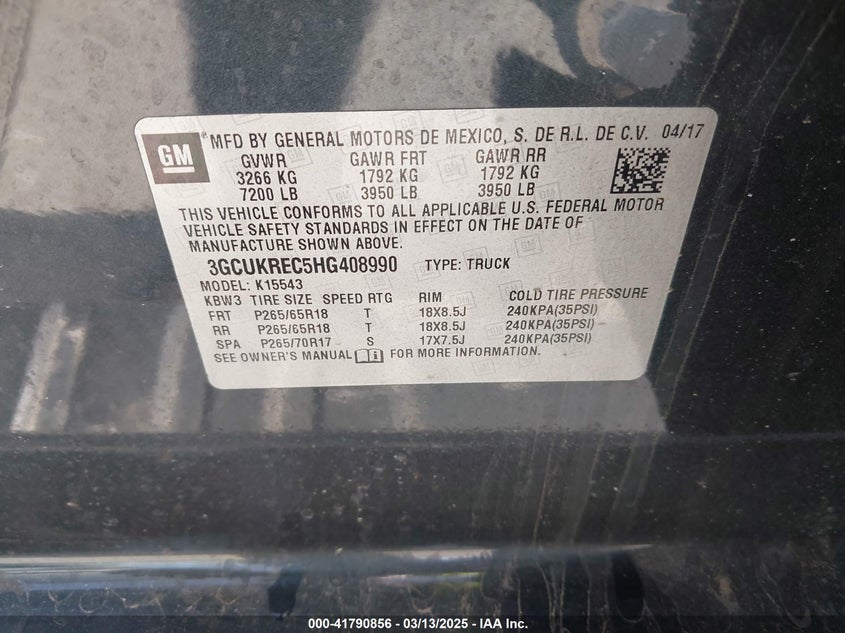 GM
® MFD BY GENERAL MOTORS DE MEXICO, S. DE R.L. DE C.V. 04/17
GVWR GAWR FRT GAWR RR
3266 KG 1792 KG 1792 KG
7200 LB 3950 LB 3950 LB
THIS VEHICLE CONFORMS TO ALL APPLICABLE U.S. FEDERAL MOTOR
VEHICLE SAFETY STANDARDS IN EFFECT ON THE DATE OF
MANUFACTURE SHOWN ABOVE.
3GCUKREC5HG408990 TYPE: TRUCK
MODEL: K15543
KBW3 TIRE SIZE SPEED RTG RIM COLD TIRE PRESSURE
FRT P265/65R18 T 18X8.5J 240KPA(35PSI)
RR P265/65R18 T 18X8.5J 240KPA(35PSI)
SPA P265/70R17 S 17X7.5J 240KPA(35PSI)
SEE OWNER'S MANUAL FOR MORE INFORMATION.
000-41790856 - 03/13/2025 - IAA Inc.